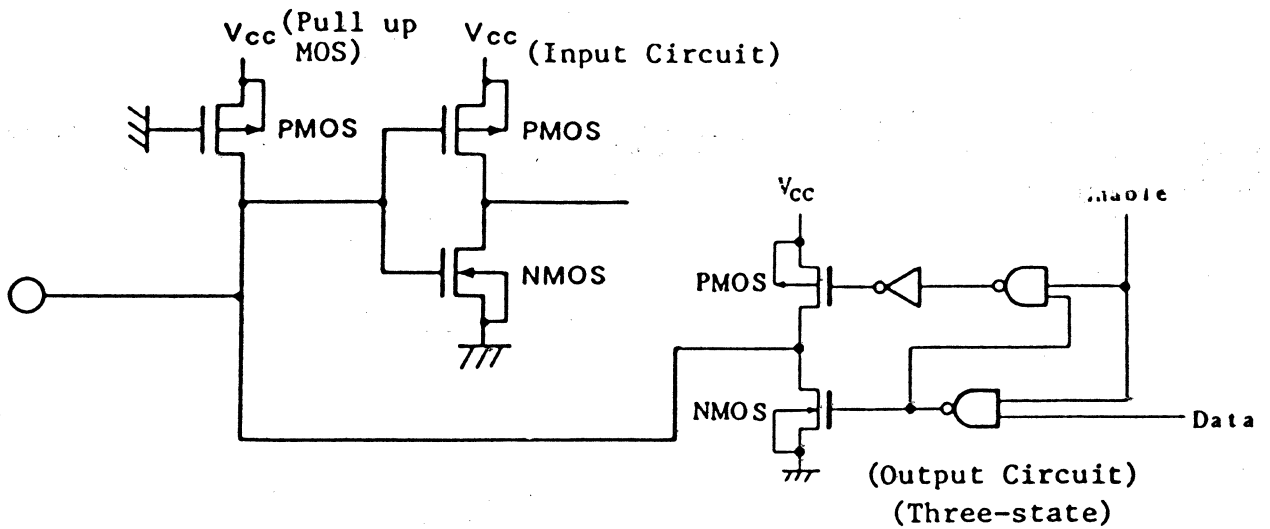 Vcc (Pull up
MOS)
Vcc (Input Circuit)
PMOS
PMOS
NMOS
Vcc
PMOS
NMOS
Data
(Output Circuit)
(Three-state)